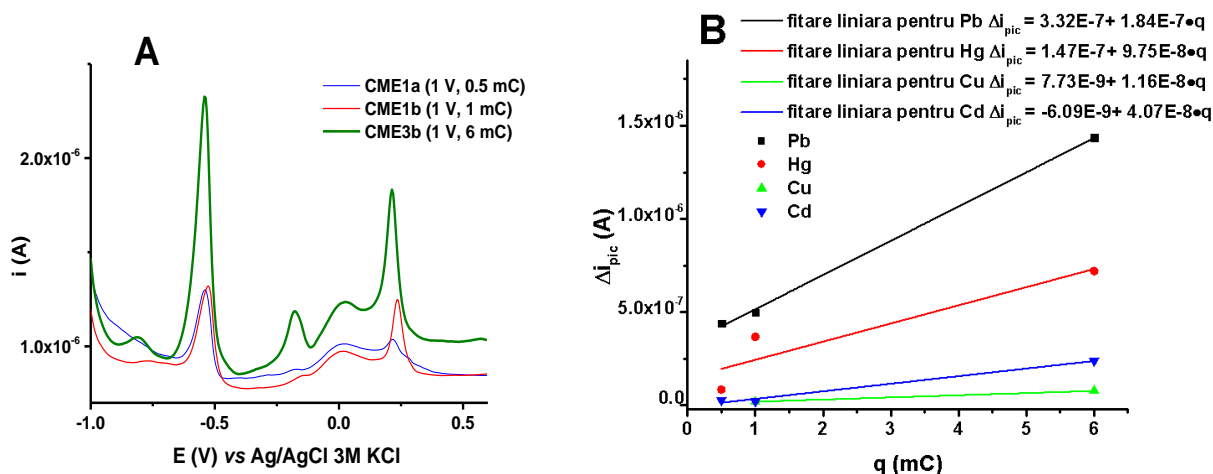 A
CME1a (1 V, 0.5 mC)
CME1b (1 V, 1 mC)
CME3b (1 V, 6 mC)
2.0x10⁻⁶
1.0x10⁻⁶
i (A)
-1.0 -0.5 0.0 0.5
E (V) vs Ag/AgCl 3M KCl
B
fitare liniara pentru Pb Δi_pic = 3.32E-7+ 1.84E-7•q
fitare liniara pentru Hg Δi_pic = 1.47E-7+ 9.75E-8•q
fitare liniara pentru Cu Δi_pic = 7.73E-9+ 1.16E-8•q
fitare liniara pentru Cd Δi_pic = -6.09E-9+ 4.07E-8•q
Pb
Hg
Cu
Cd
1.5x10⁻⁶
1.0x10⁻⁶
5.0x10⁻⁷
0.0
Δi_pic (A)
0 1 2 3 4 5 6
q (mC)